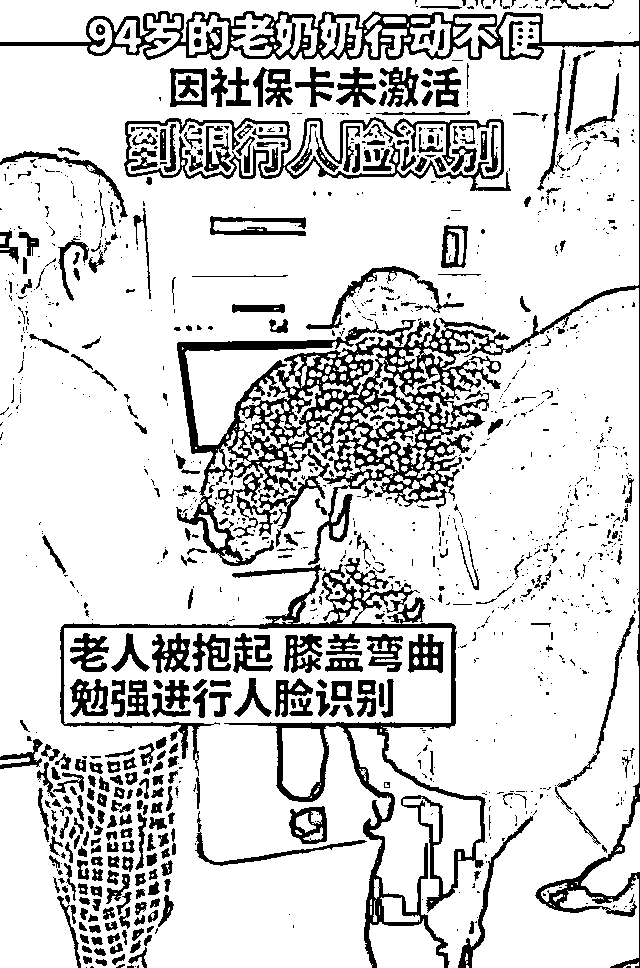 94岁的老奶奶行动不便
因社保卡未激活
到银行人脸识别
老人被抱起 膝盖弯曲
勉强进行人脸识别